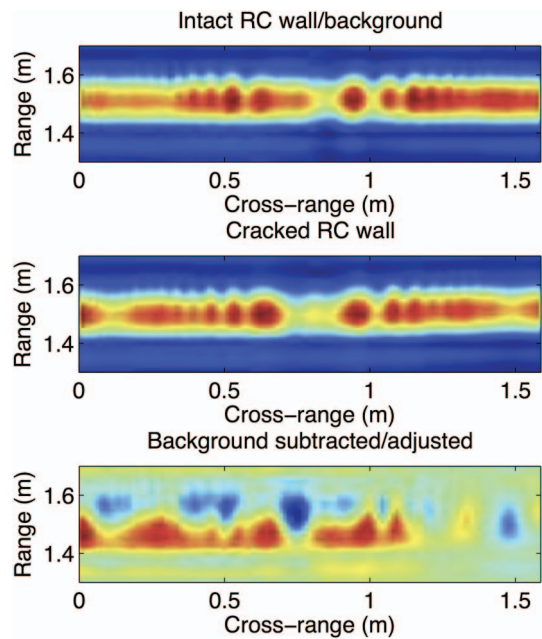 Intact RC wall/background
Range (m)
1.6
1.4
0 0.5 1 1.5
Cross-range (m)
Cracked RC wall
Range (m)
1.6
1.4
0 0.5 1 1.5
Cross-range (m)
Background subtracted/adjusted
Range (m)
1.6
1.4
0 0.5 1 1.5
Cross-range (m)